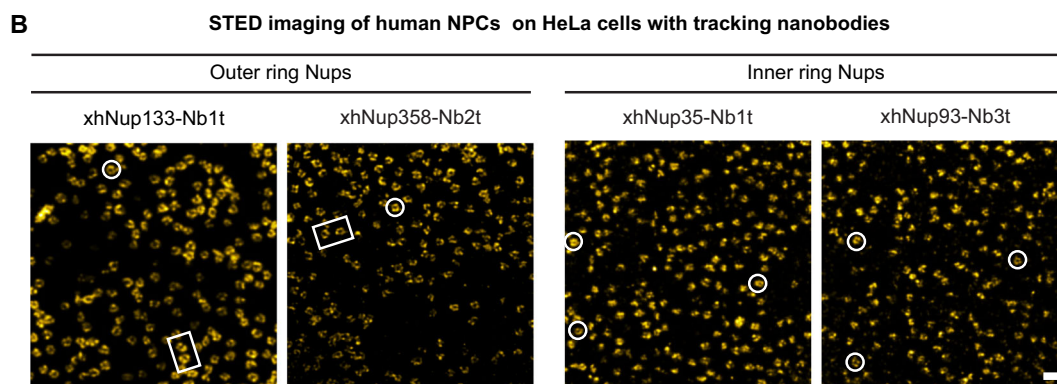 B
STED imaging of human NPCs on HeLa cells with tracking nanobodies
Outer ring Nups
Inner ring Nups
xhNup133-Nb1t
xhNup358-Nb2t
xhNup35-Nb1t
xhNup93-Nb3t